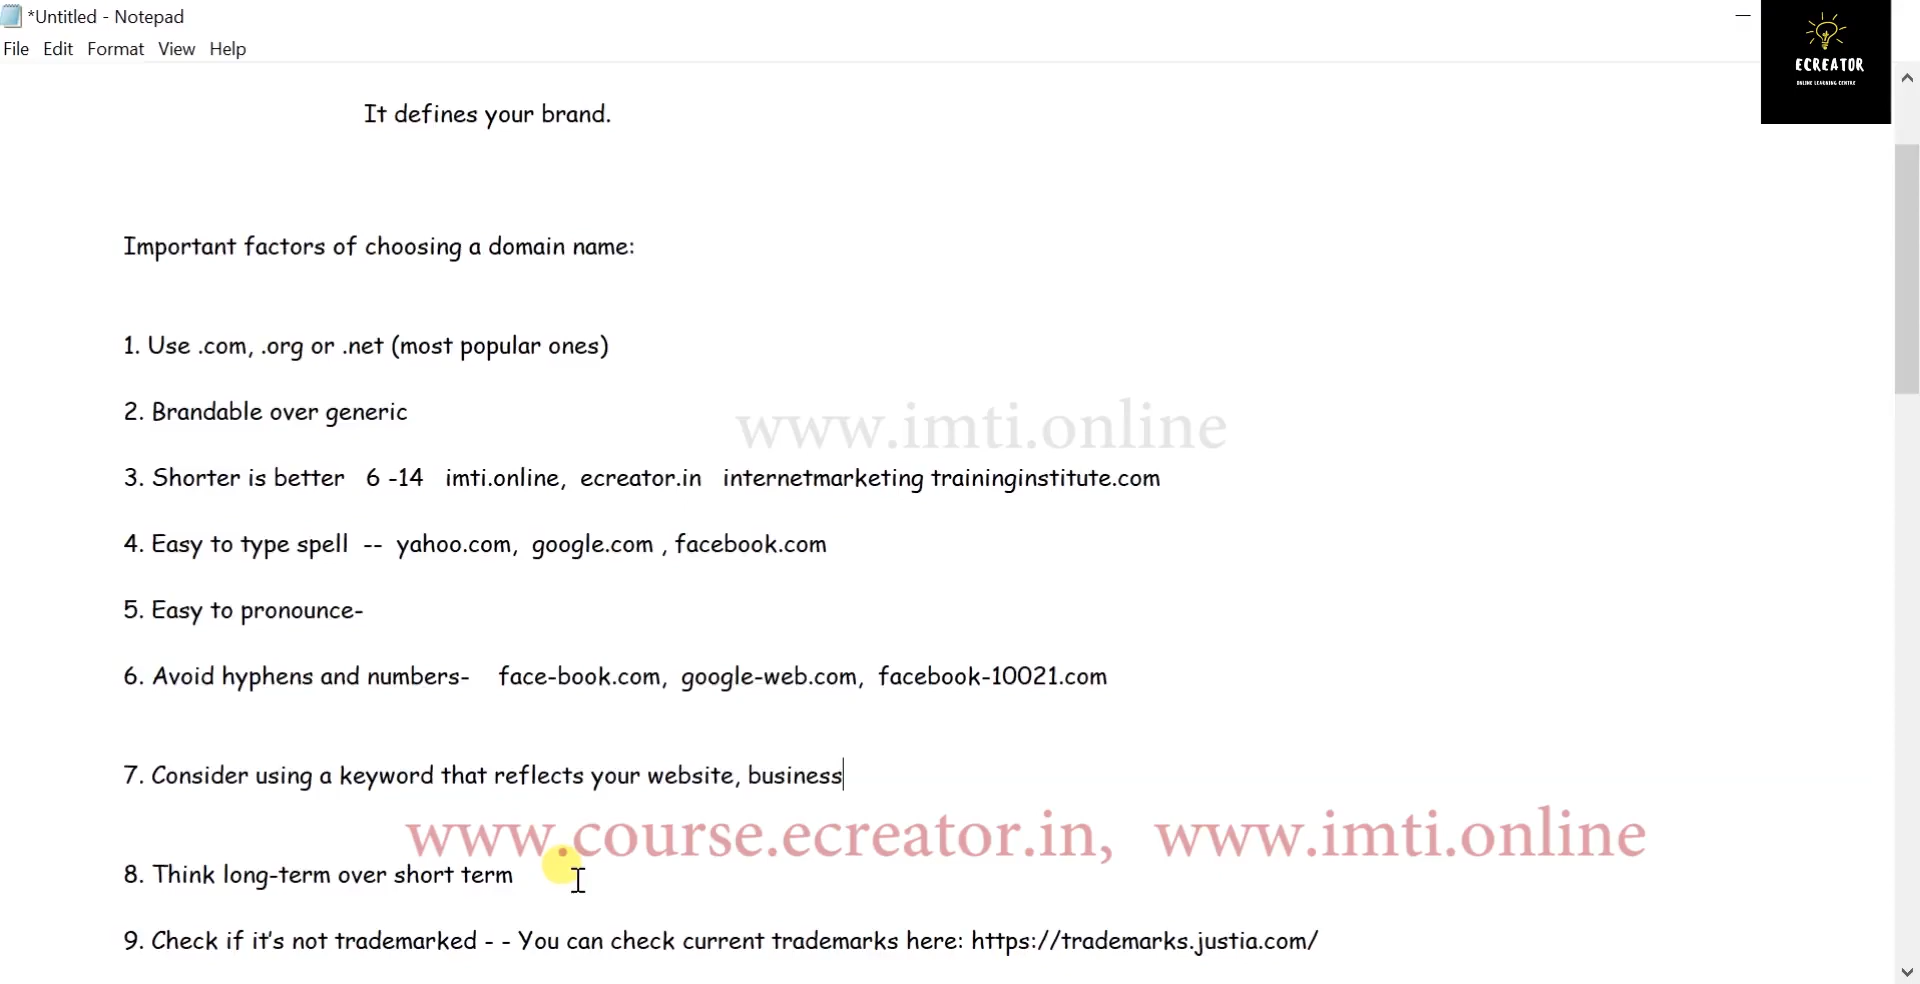 *Untitled - Notepad
File Edit Format View Help
ECREATOR
ONLINE LEARNING CENTRE
It defines your brand.
Important factors of choosing a domain name:
1. Use .com, .org or .net (most popular ones)
2. Brandable over generic
www.imti.online
3. Shorter is better 6 -14 imti.online, ecreator.in internetmarketing traininginstitute.com
4. Easy to type spell -- yahoo.com, google.com , facebook.com
5. Easy to pronounce-
6. Avoid hyphens and numbers- face-book.com, google-web.com, facebook-10021.com
7. Consider using a keyword that reflects your website, business
www.course.ecreator.in, www.imti.online
8. Think long-term over short term
9. Check if it's not trademarked - - You can check current trademarks here: https://trademarks.justia.com/